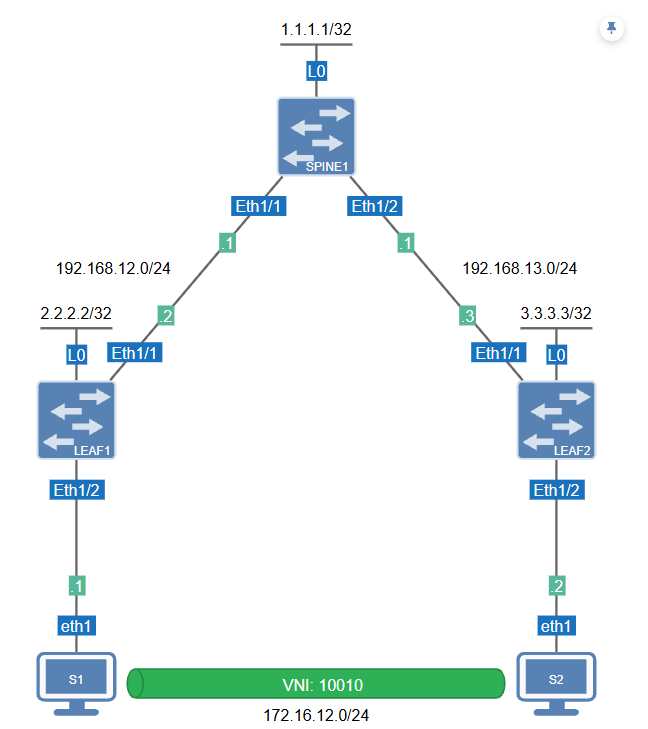 1.1.1.1/32
L0
SPINE1
Eth1/1
Eth1/2
.1
.1
192.168.12.0/24
192.168.13.0/24
2.2.2.2/32
.2
.3
3.3.3.3/32
L0
Eth1/1
Eth1/1
L0
LEAF1
LEAF2
Eth1/2
Eth1/2
.1
.2
eth1
eth1
S1
VNI: 10010
S2
172.16.12.0/24